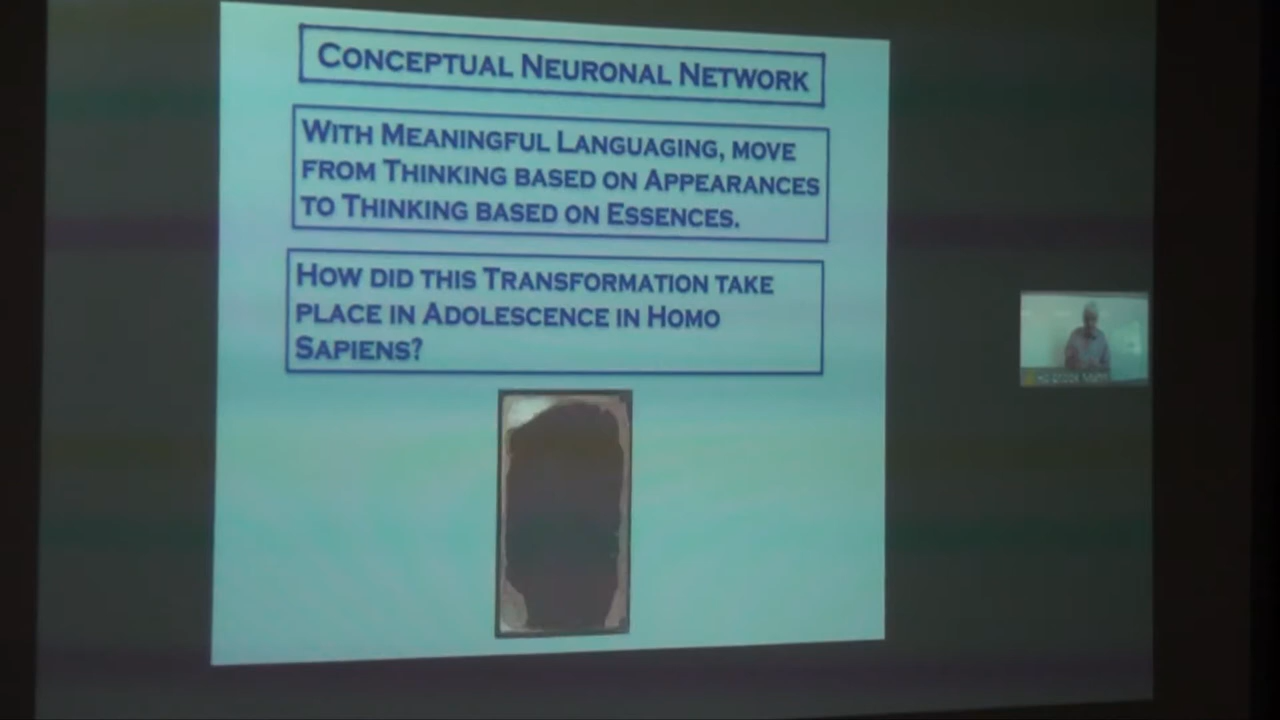 CONCEPTUAL NEURONAL NETWORK
WITH MEANINGFUL LANGUAGING, MOVE
FROM THINKING BASED ON APPEARANCES
TO THINKING BASED ON ESSENCES.
HOW DID THIS TRANSFORMATION TAKE
PLACE IN ADOLESCENCE IN HOMO
SAPIENS?